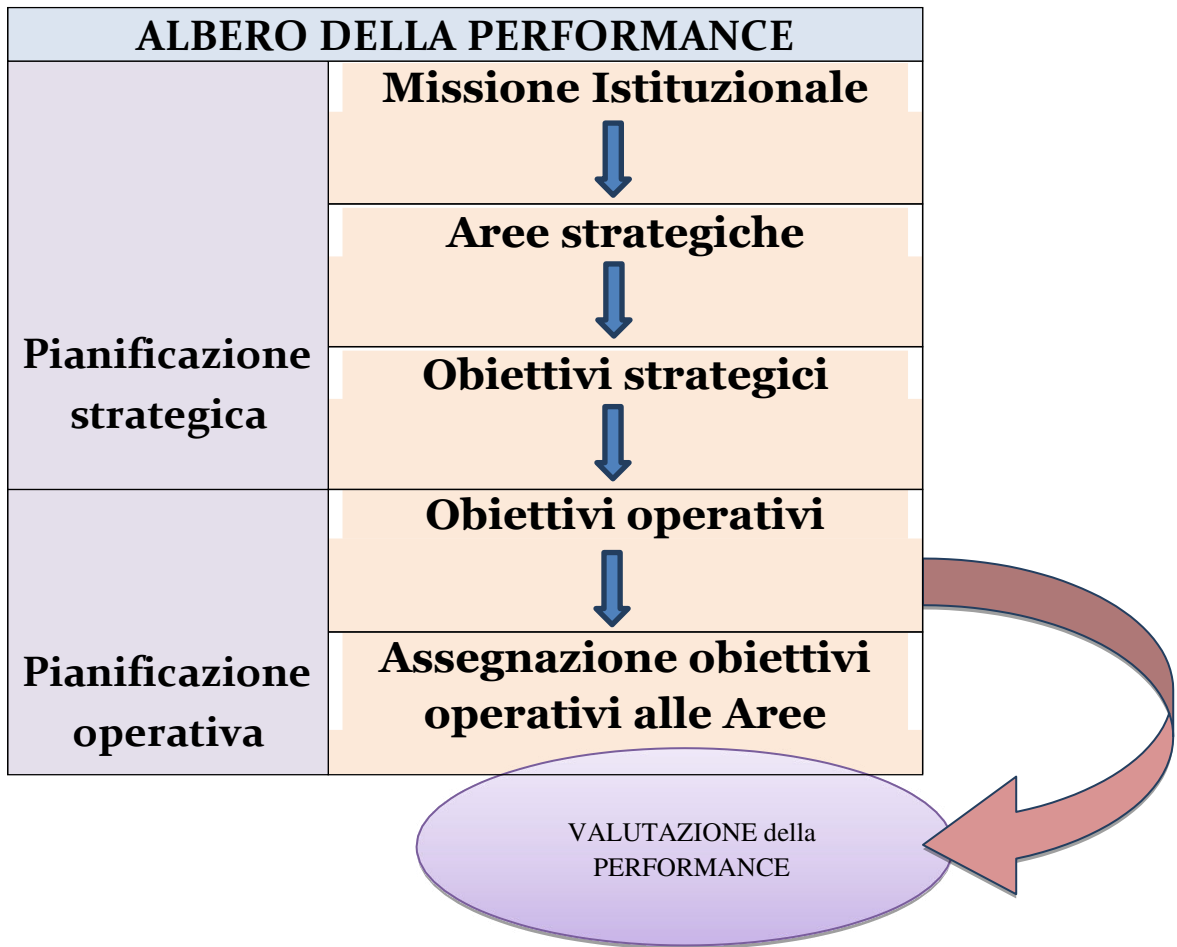 ALBERO DELLA PERFORMANCE
Missione Istituzionale
Aree strategiche
Pianificazione
strategica
Obiettivi strategici
Obiettivi operativi
Pianificazione
operativa
Assegnazione obiettivi
operativi alle Aree
VALUTAZIONE della
PERFORMANCE